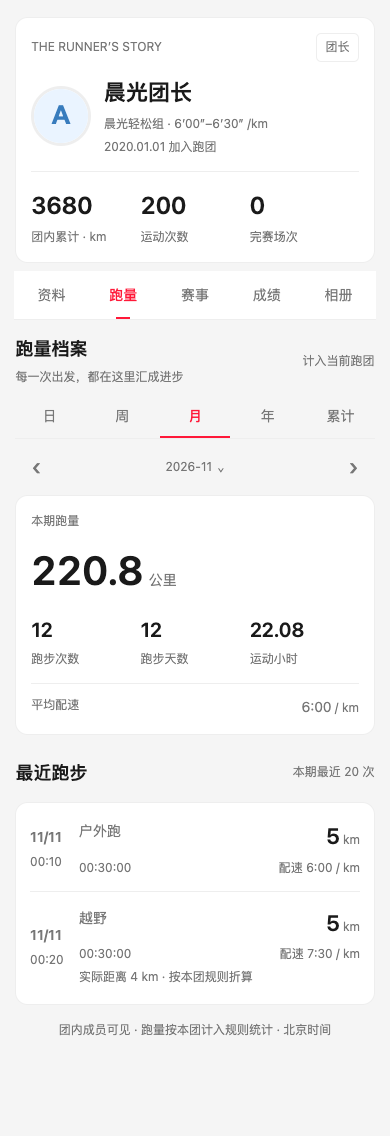 THE RUNNER'S STORY
团长
A
晨光团长
晨光轻松组 · 6′00″–6′30″ /km
2020.01.01 加入跑团
3680 200 0
团内累计 · km 运动次数 完赛场次
资料 跑量 赛事 成绩 相册
跑量档案
计入当前跑团
每一次出发，都在这里汇成进步
日 周 月 年 累计
‹ 2026-11 ⌄ ›
本期跑量
220.8 公里
12 12 22.08
跑步次数 跑步天数 运动小时
平均配速 6:00 / km
最近跑步 本期最近 20 次
户外跑
11/11 5 km
00:10 00:30:00 配速 6:00 / km
越野
11/11 5 km
00:20 00:30:00 配速 7:30 / km
实际距离 4 km · 按本团规则折算
团内成员可见 · 跑量按本团计入规则统计 · 北京时间